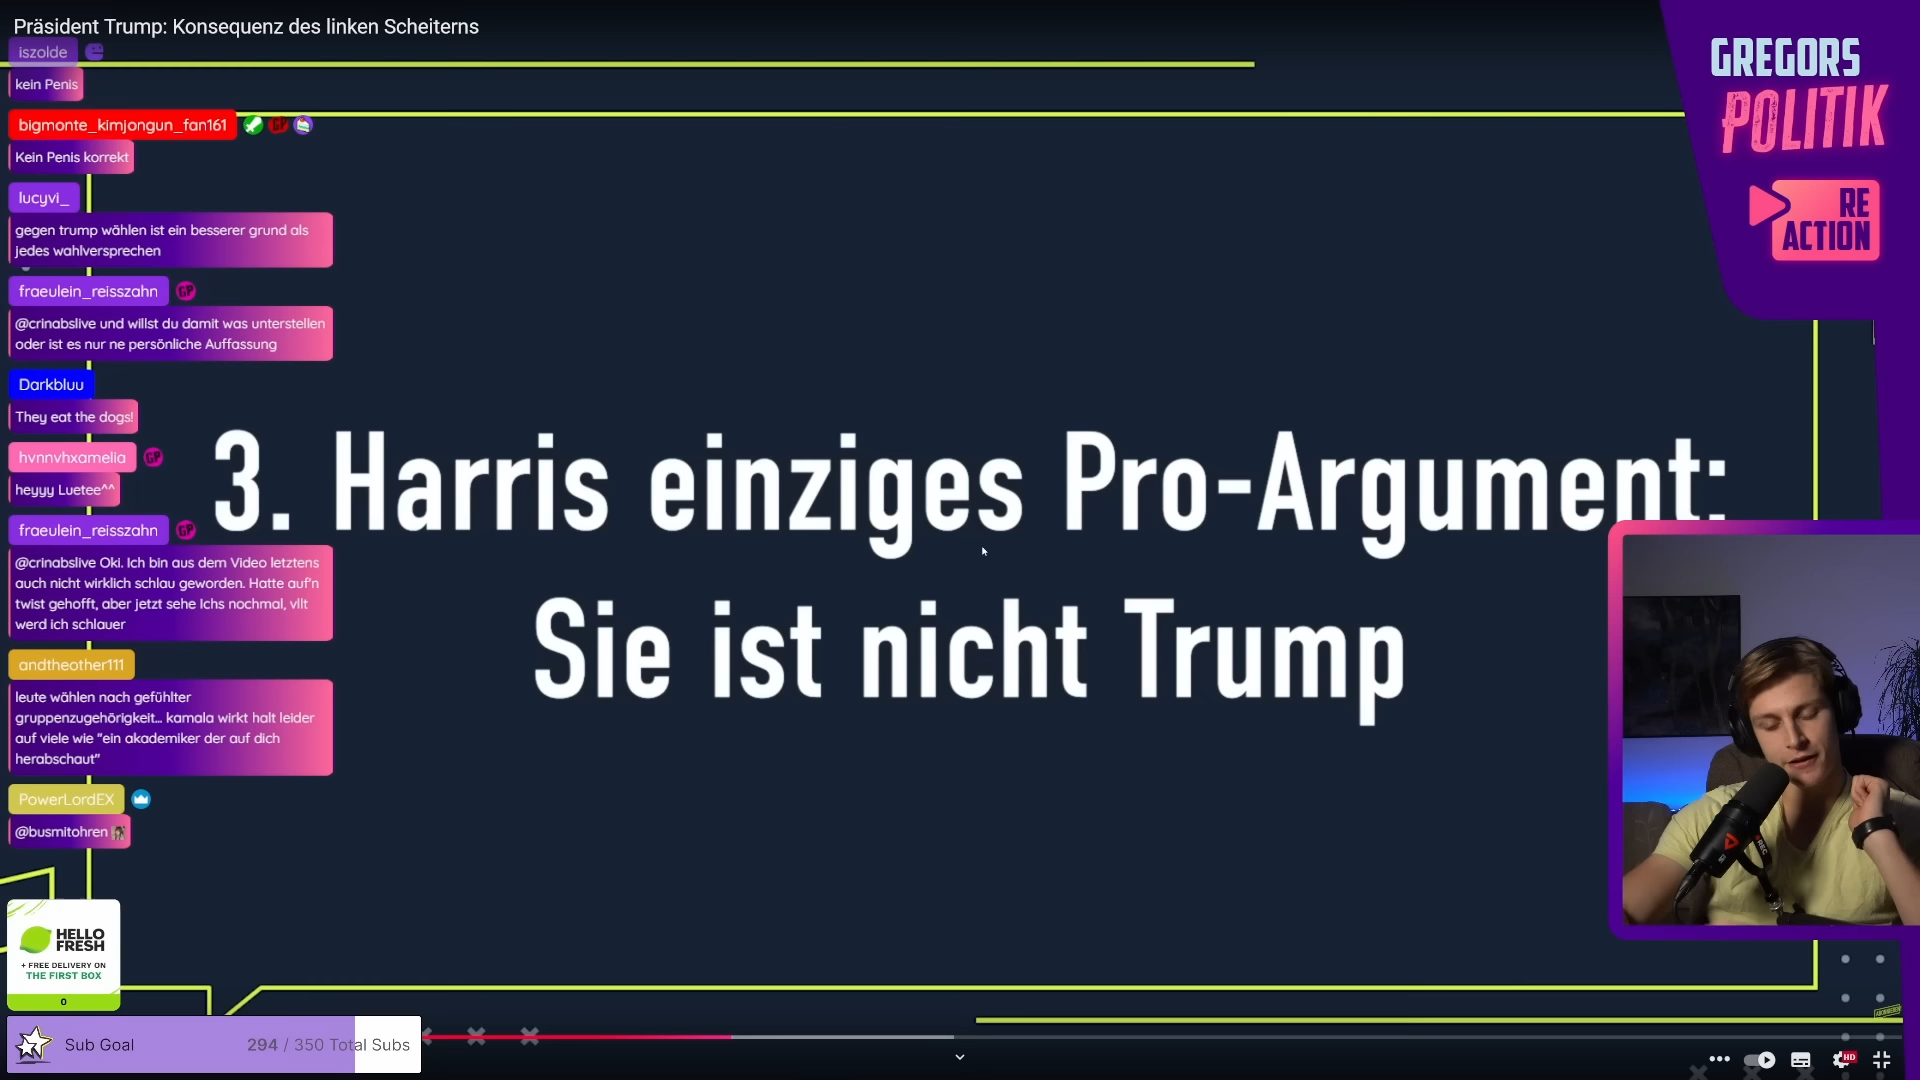 Präsident Trump: Konsequenz des linken Scheiterns
iszolde
kein Penis
bigmonte_kimjongun_fan161
Kein Penis korrekt
lucyvi_
gegen trump wählen ist ein besserer grund als
jedes wahlversprechen
fraeulein_reisszahn
@crinabslive und willst du damit was unterstellen
oder ist es nur ne persönliche Auffassung
Darkbluu
They eat the dogs!
hvnnvhxamelia
heyyy Luetee^^
fraeulein_reisszahn
@crinabslive Oki. Ich bin aus dem Video letztens
auch nicht wirklich schlau geworden. Hatte auf'n
twist gehofft, aber jetzt sehe Ichs nochmal, vllt
werd ich schlauer
andtheother111
leute wählen nach gefühlter
gruppenzugehörigkeit... kamala wirkt halt leider
auf viele wie "ein akademiker der auf dich
herabschaut"
PowerLordEX
@busmitohren
3. Harris einziges Pro-Argument:
Sie ist nicht Trump
GREGORS
POLITIK
RE
ACTION
HELLO
FRESH
+ FREE DELIVERY ON
THE FIRST BOX
0
Sub Goal 294 / 350 Total Subs
HD